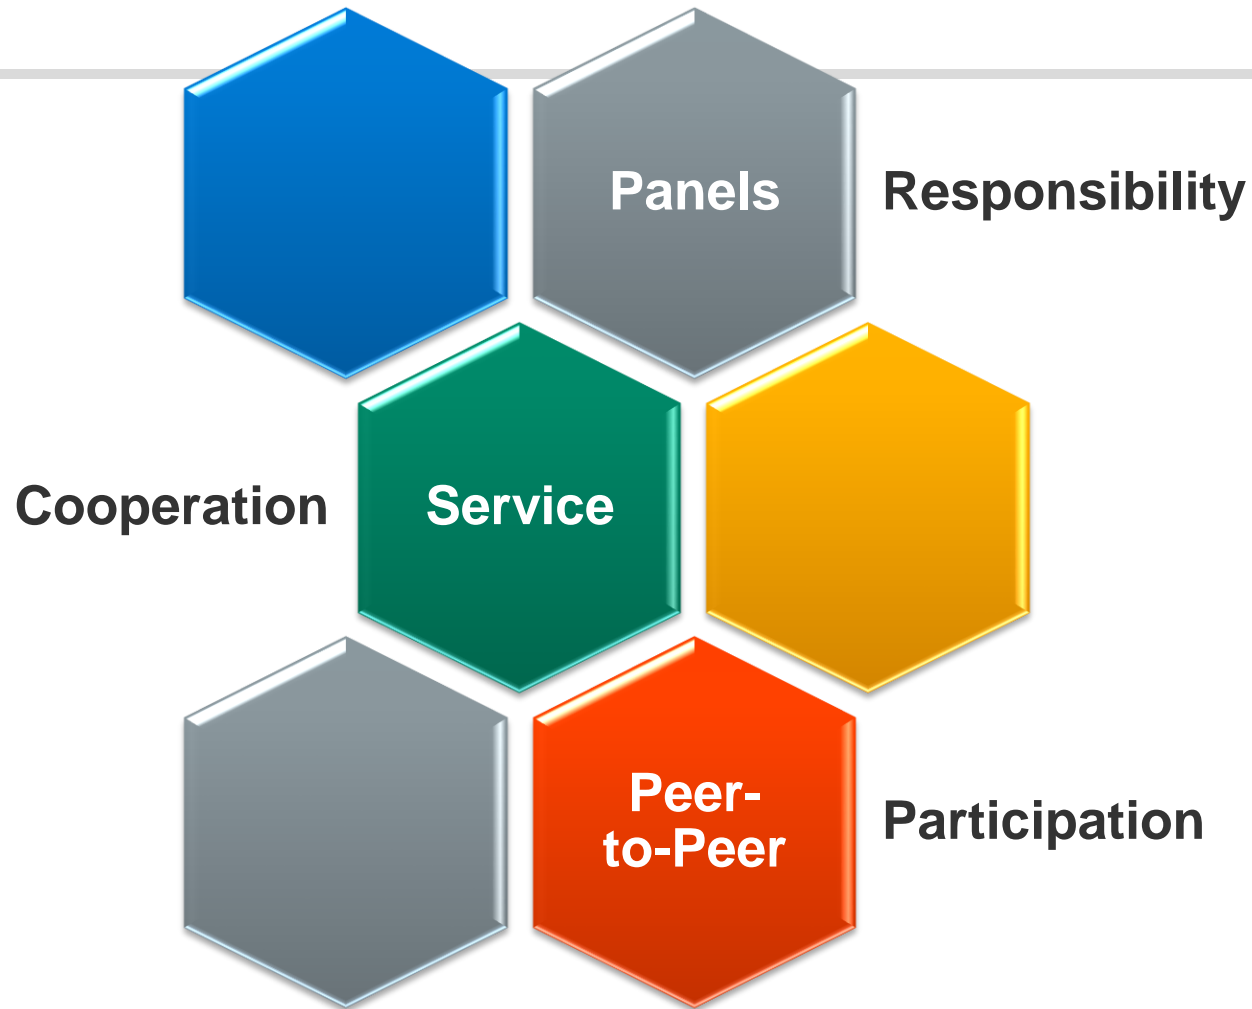 Panels
Responsibility
Cooperation
Service
Peer-
to-Peer
Participation